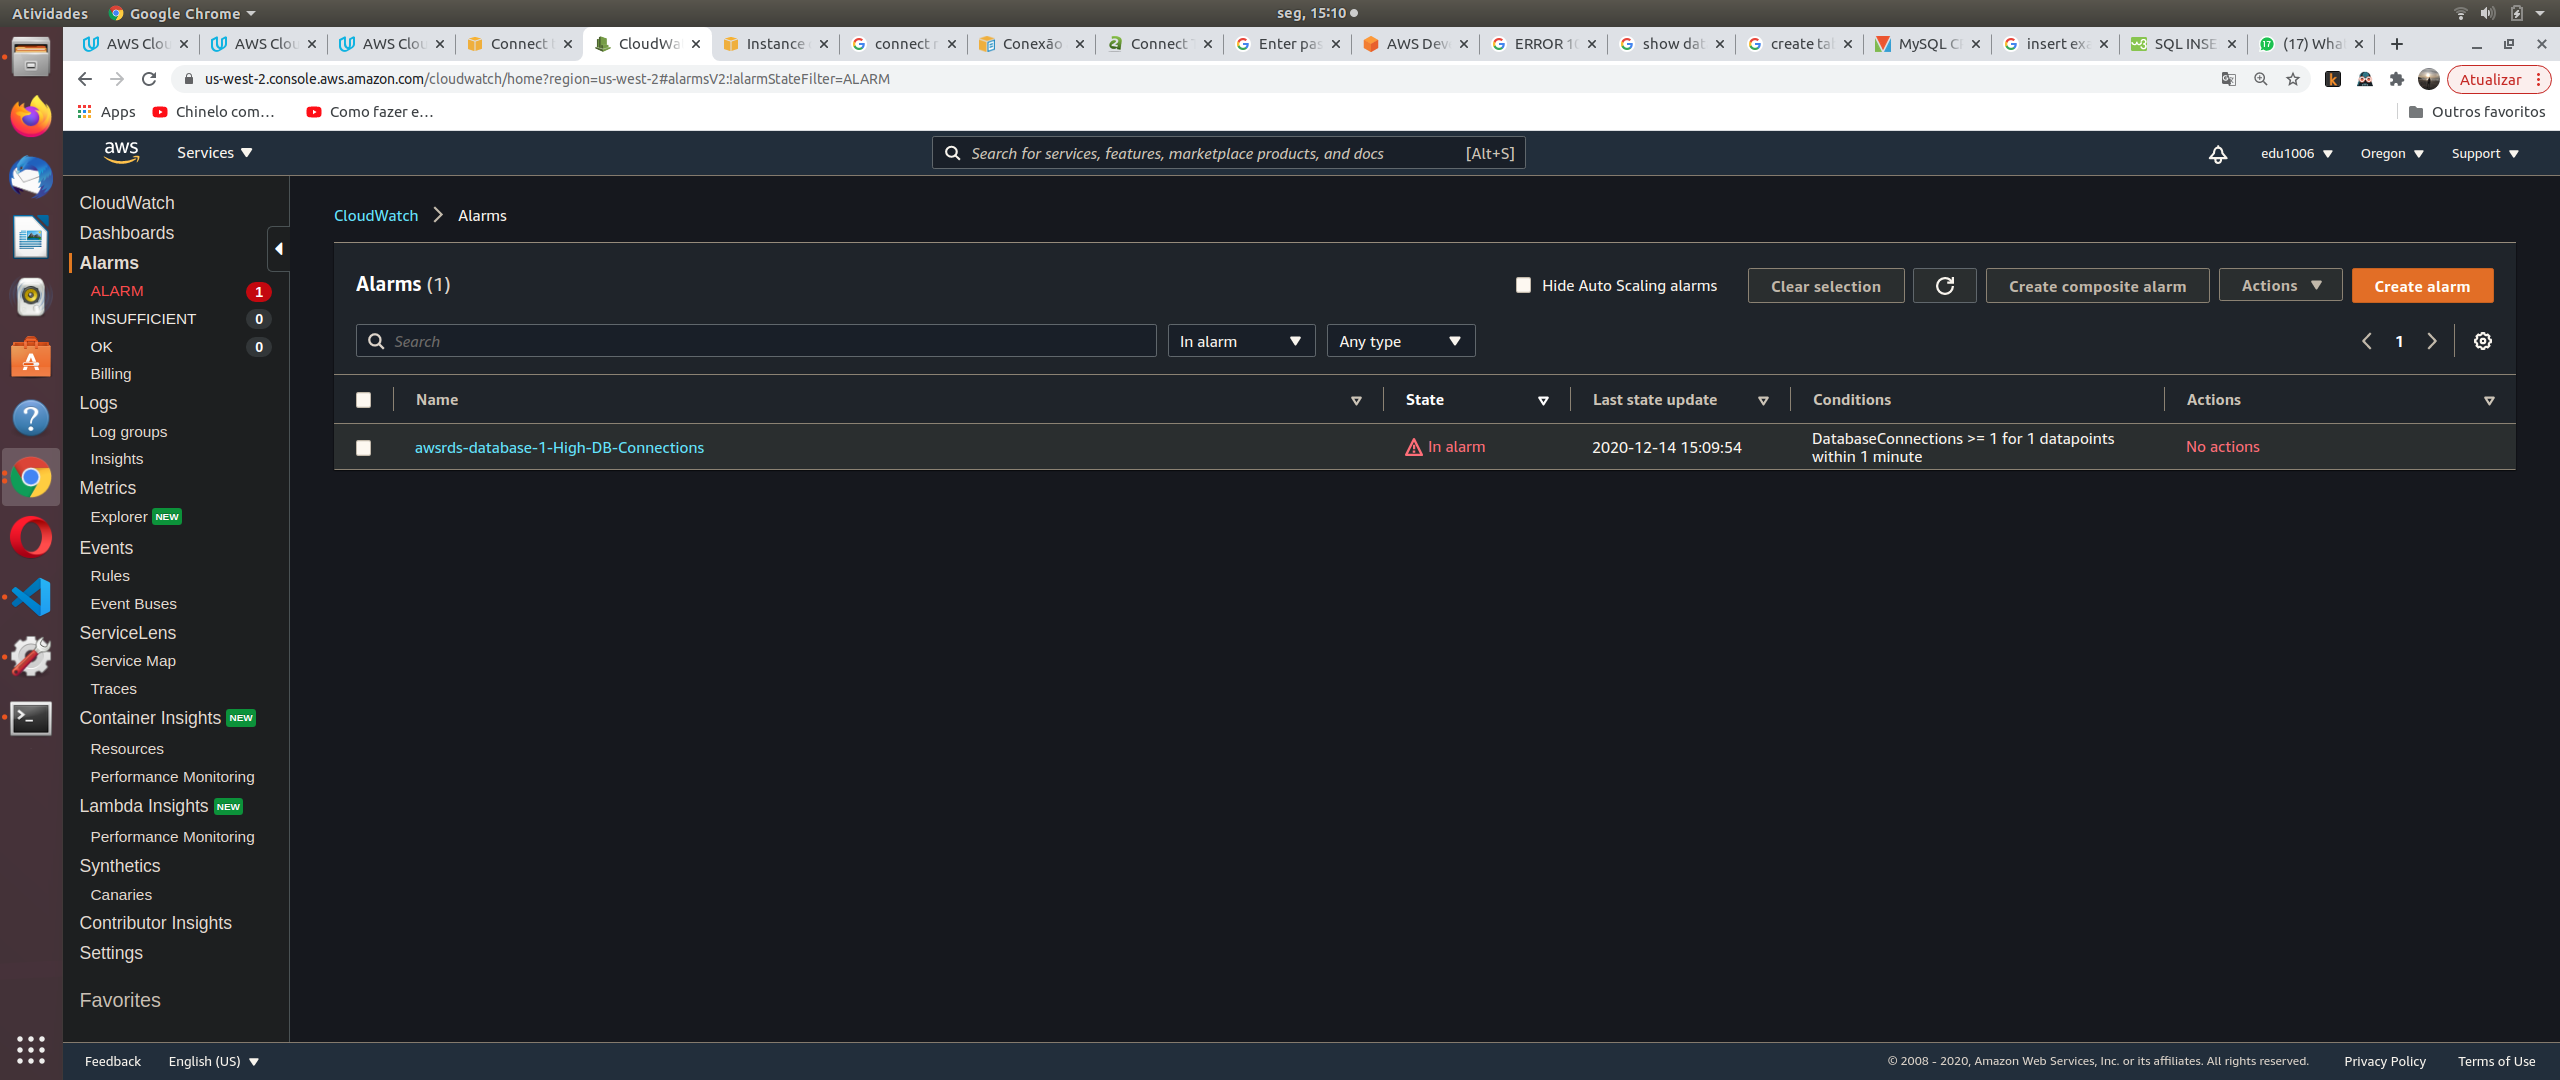 Atividades Google Chrome seg, 15:10
AWS Clou AWS Clou AWS Clou Connect CloudWa Instance connect Conexão Connect Enter pas AWS Dev ERROR show dat create tal MySQL insert exa SQL INSE (17) What
us-west-2.console.aws.amazon.com/cloudwatch/home?region=us-west-2#alarmsV2:!alarmStateFilter=ALARM Atualizar
Apps Chinelo com... Como fazer e... Outros favoritos
aws Services Search for services, features, marketplace products, and docs [Alt+S] edu1006 Oregon Support
CloudWatch
Dashboards
Alarms
ALARM 1
INSUFFICIENT 0
OK 0
Billing
Logs
Log groups
Insights
Metrics
Explorer NEW
Events
Rules
Event Buses
ServiceLens
Service Map
Traces
Container Insights NEW
Resources
Performance Monitoring
Lambda Insights NEW
Performance Monitoring
Synthetics
Canaries
Contributor Insights
Settings
Favorites
CloudWatch Alarms
Alarms (1) Hide Auto Scaling alarms Clear selection Create composite alarm Actions Create alarm
Search In alarm Any type 1
Name State Last state update Conditions Actions
awsrds-database-1-High-DB-Connections In alarm 2020-12-14 15:09:54 DatabaseConnections >= 1 for 1 datapoints within 1 minute No actions
Feedback English (US) © 2008 - 2020, Amazon Web Services, Inc. or its affiliates. All rights reserved. Privacy Policy Terms of Use